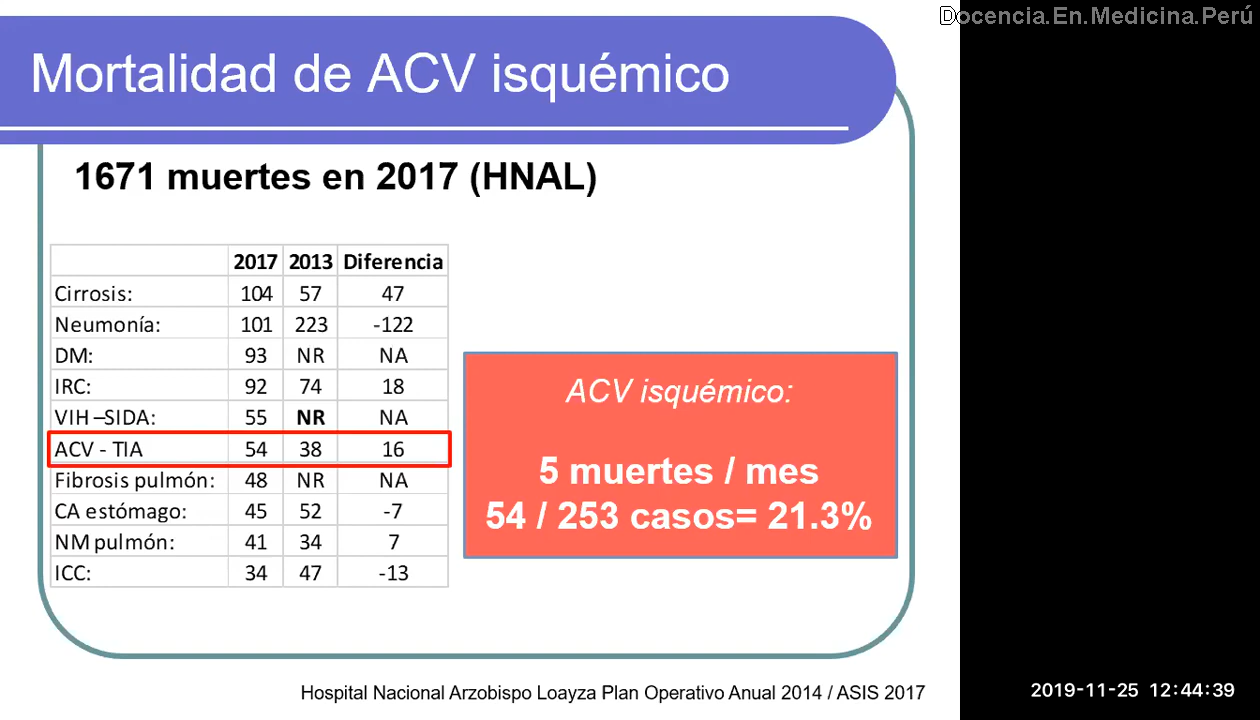 Docencia.En.Medicina.Perú
Mortalidad de ACV isquémico
1671 muertes en 2017 (HNAL)
2017 2013 Diferencia
Cirrosis: 104 57 47
Neumonía: 101 223 -122
DM: 93 NR NA
IRC: 92 74 18
VIH –SIDA: 55 NR NA
ACV - TIA 54 38 16
Fibrosis pulmón: 48 NR NA
CA estómago: 45 52 -7
NM pulmón: 41 34 7
ICC: 34 47 -13
ACV isquémico:
5 muertes / mes
54 / 253 casos= 21.3%
Hospital Nacional Arzobispo Loayza Plan Operativo Anual 2014 / ASIS 2017
2019-11-25 12:44:39